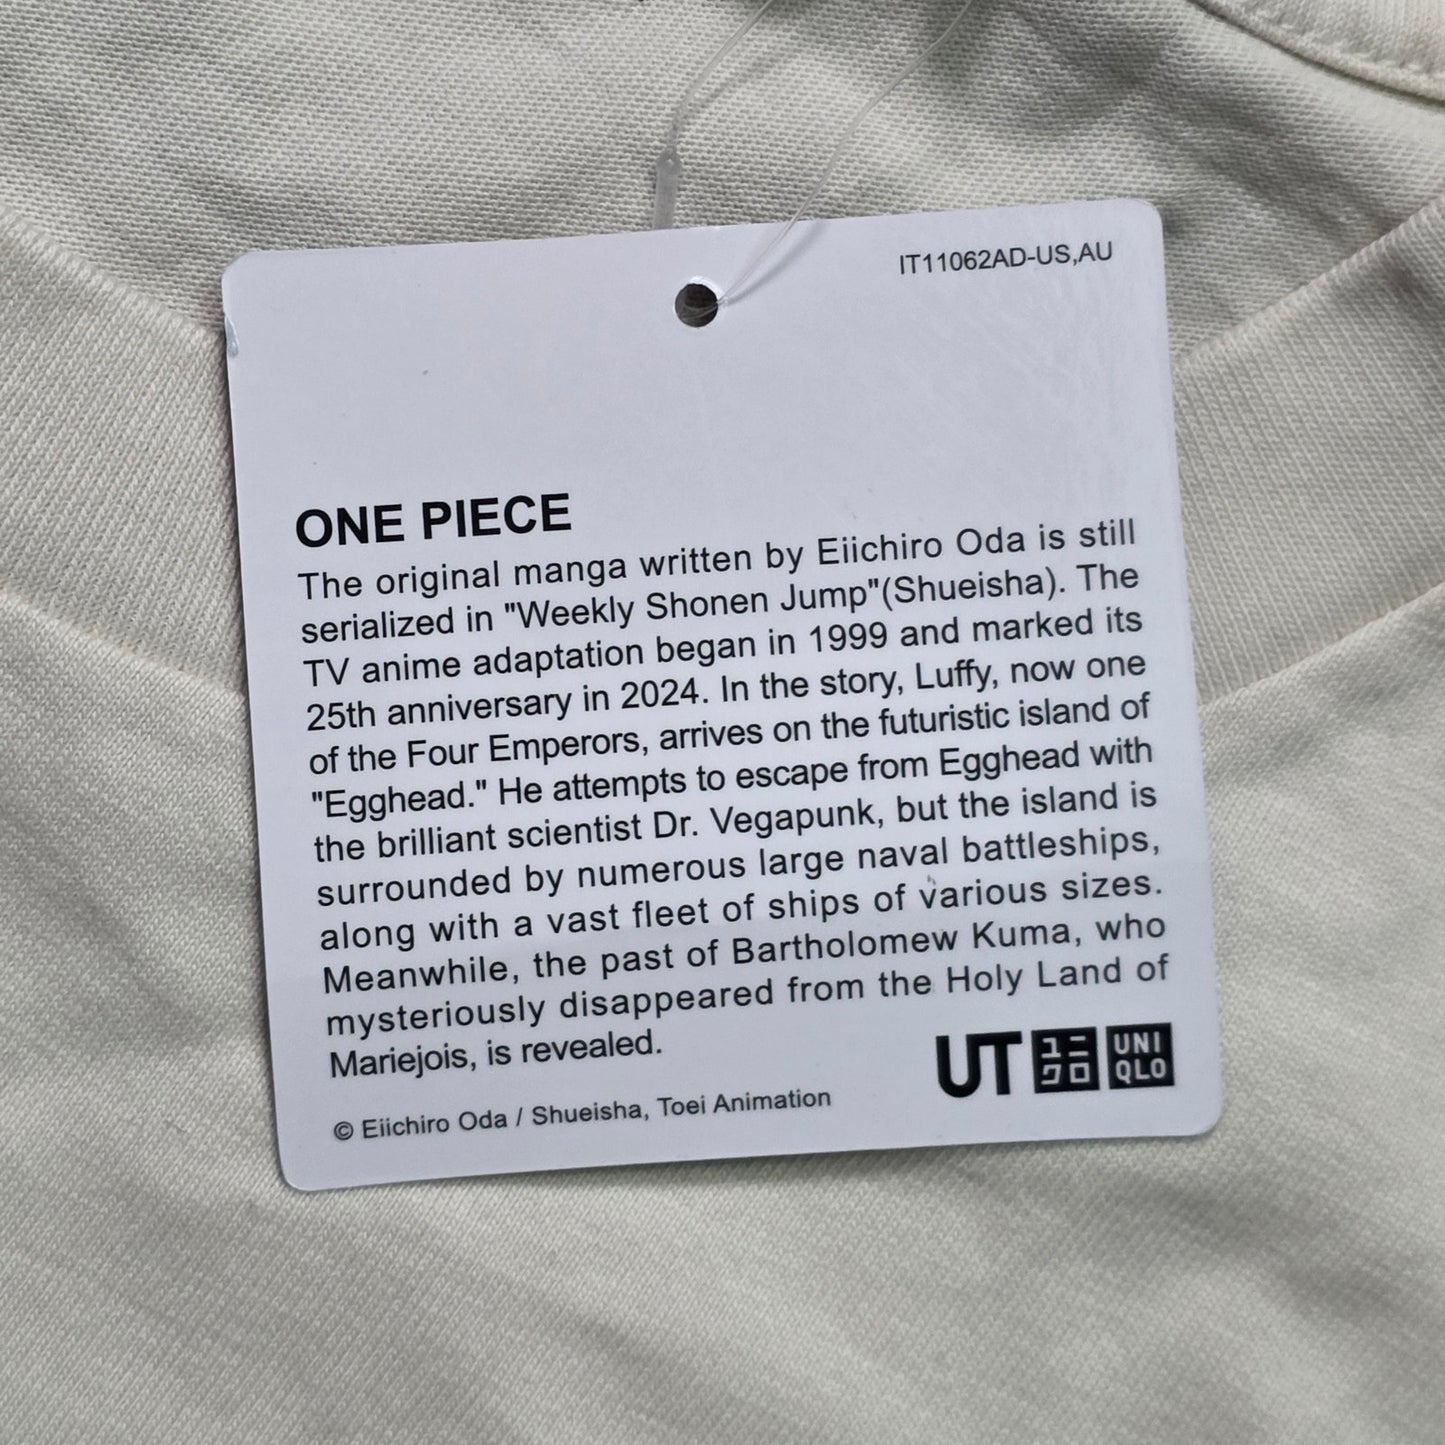 IT11062AD-US,AU
ONE PIECE
The original manga written by Eiichiro Oda is still
serialized in "Weekly Shonen Jump"(Shueisha). The
TV anime adaptation began in 1999 and marked its
25th anniversary in 2024. In the story, Luffy, now one
of the Four Emperors, arrives on the futuristic island of
"Egghead." He attempts to escape from Egghead with
the brilliant scientist Dr. Vegapunk, but the island is
surrounded by numerous large naval battleships,
along with a vast fleet of ships of various sizes.
Meanwhile, the past of Bartholomew Kuma, who
mysteriously disappeared from the Holy Land of
Mariejois, is revealed.
UT ユニ UNI
クロ QLO
© Eiichiro Oda / Shueisha, Toei Animation